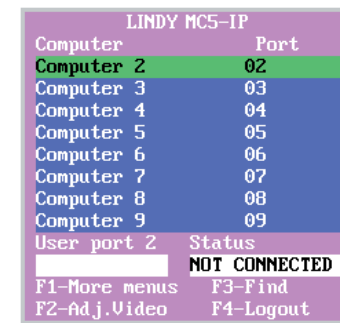 LINDY MC5-IP
Computer Port
Computer 2 02
Computer 3 03
Computer 4 04
Computer 5 05
Computer 6 06
Computer 7 07
Computer 8 08
Computer 9 09
User port 2 Status
NOT CONNECTED
F1-More menus F3-Find
F2-Adj.Video F4-Logout